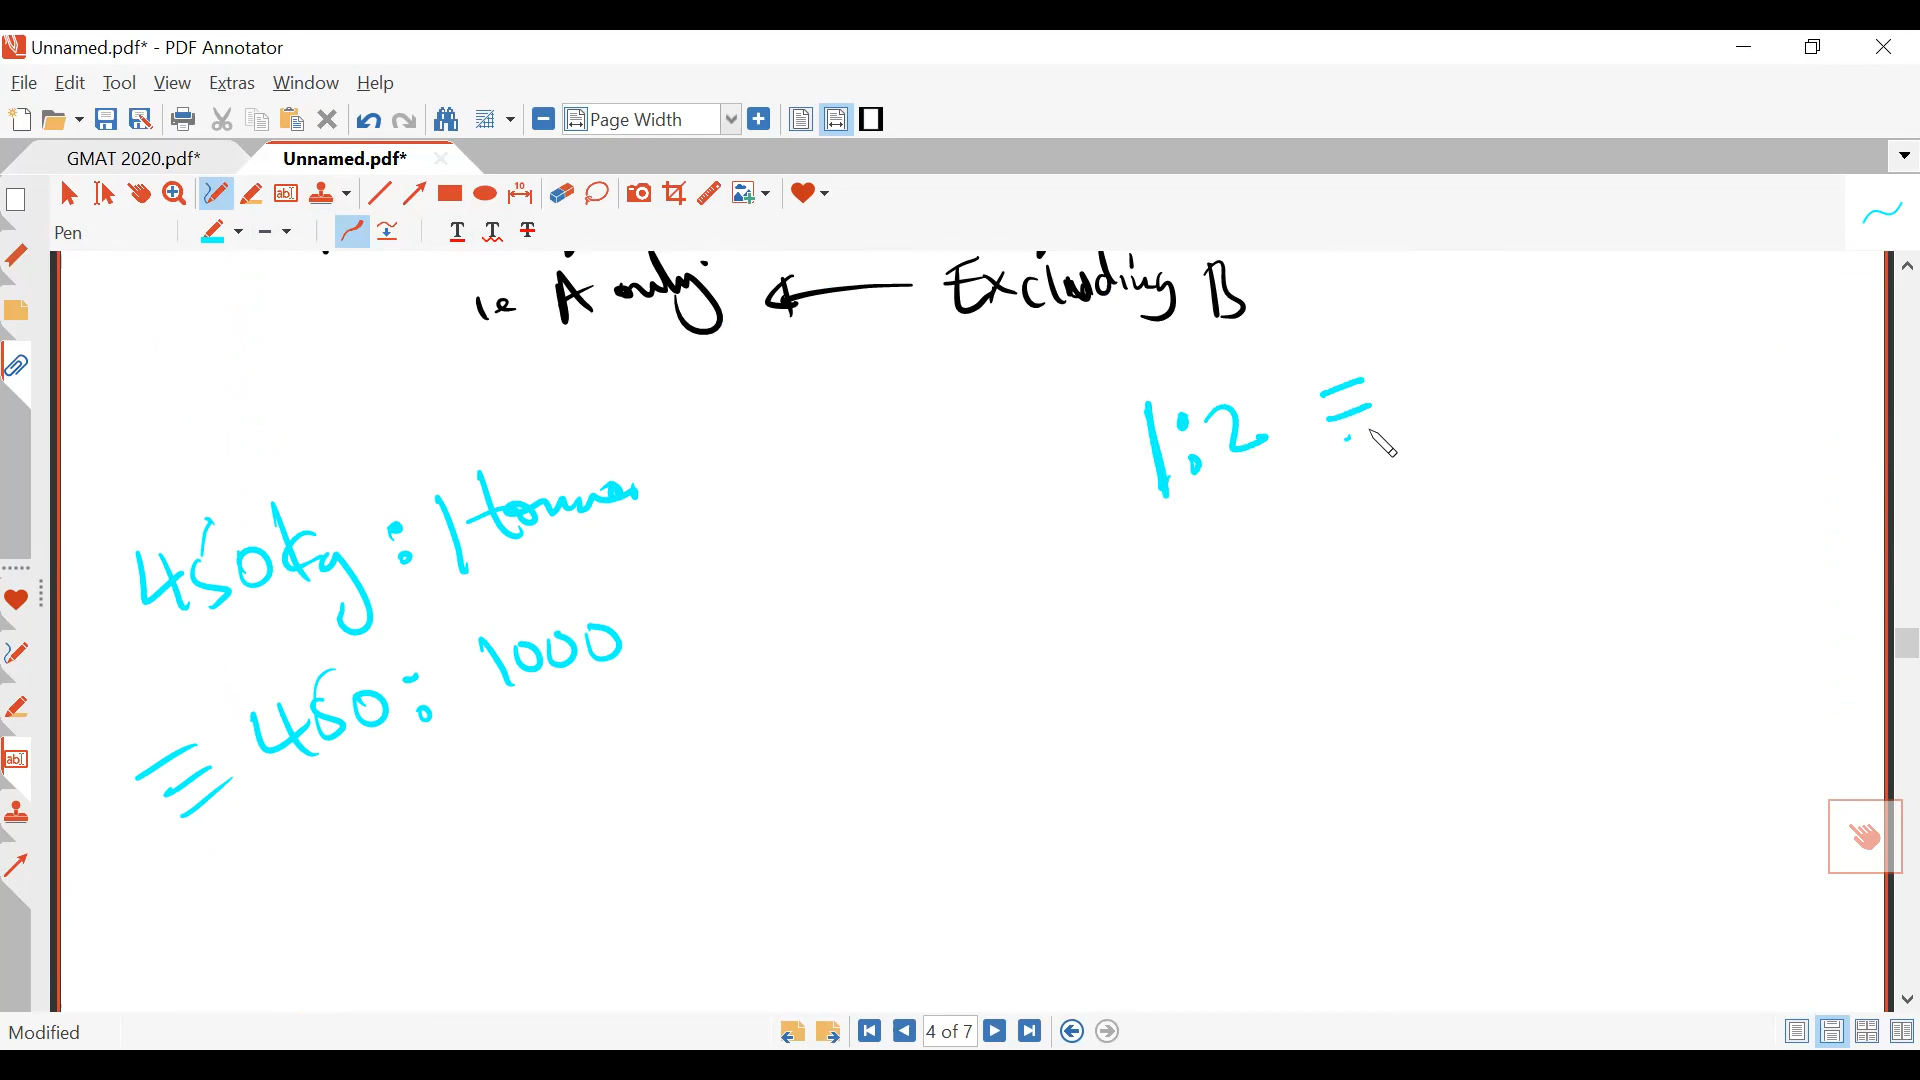 Unnamed.pdf* - PDF Annotator
File Edit Tool View Extras Window Help
Page Width
GMAT 2020.pdf* Unnamed.pdf*
Pen
ie A only ← Excluding B
1:2 ≡
450kg : 1 tonne
≡ 450 : 1000
Modified
4 of 7